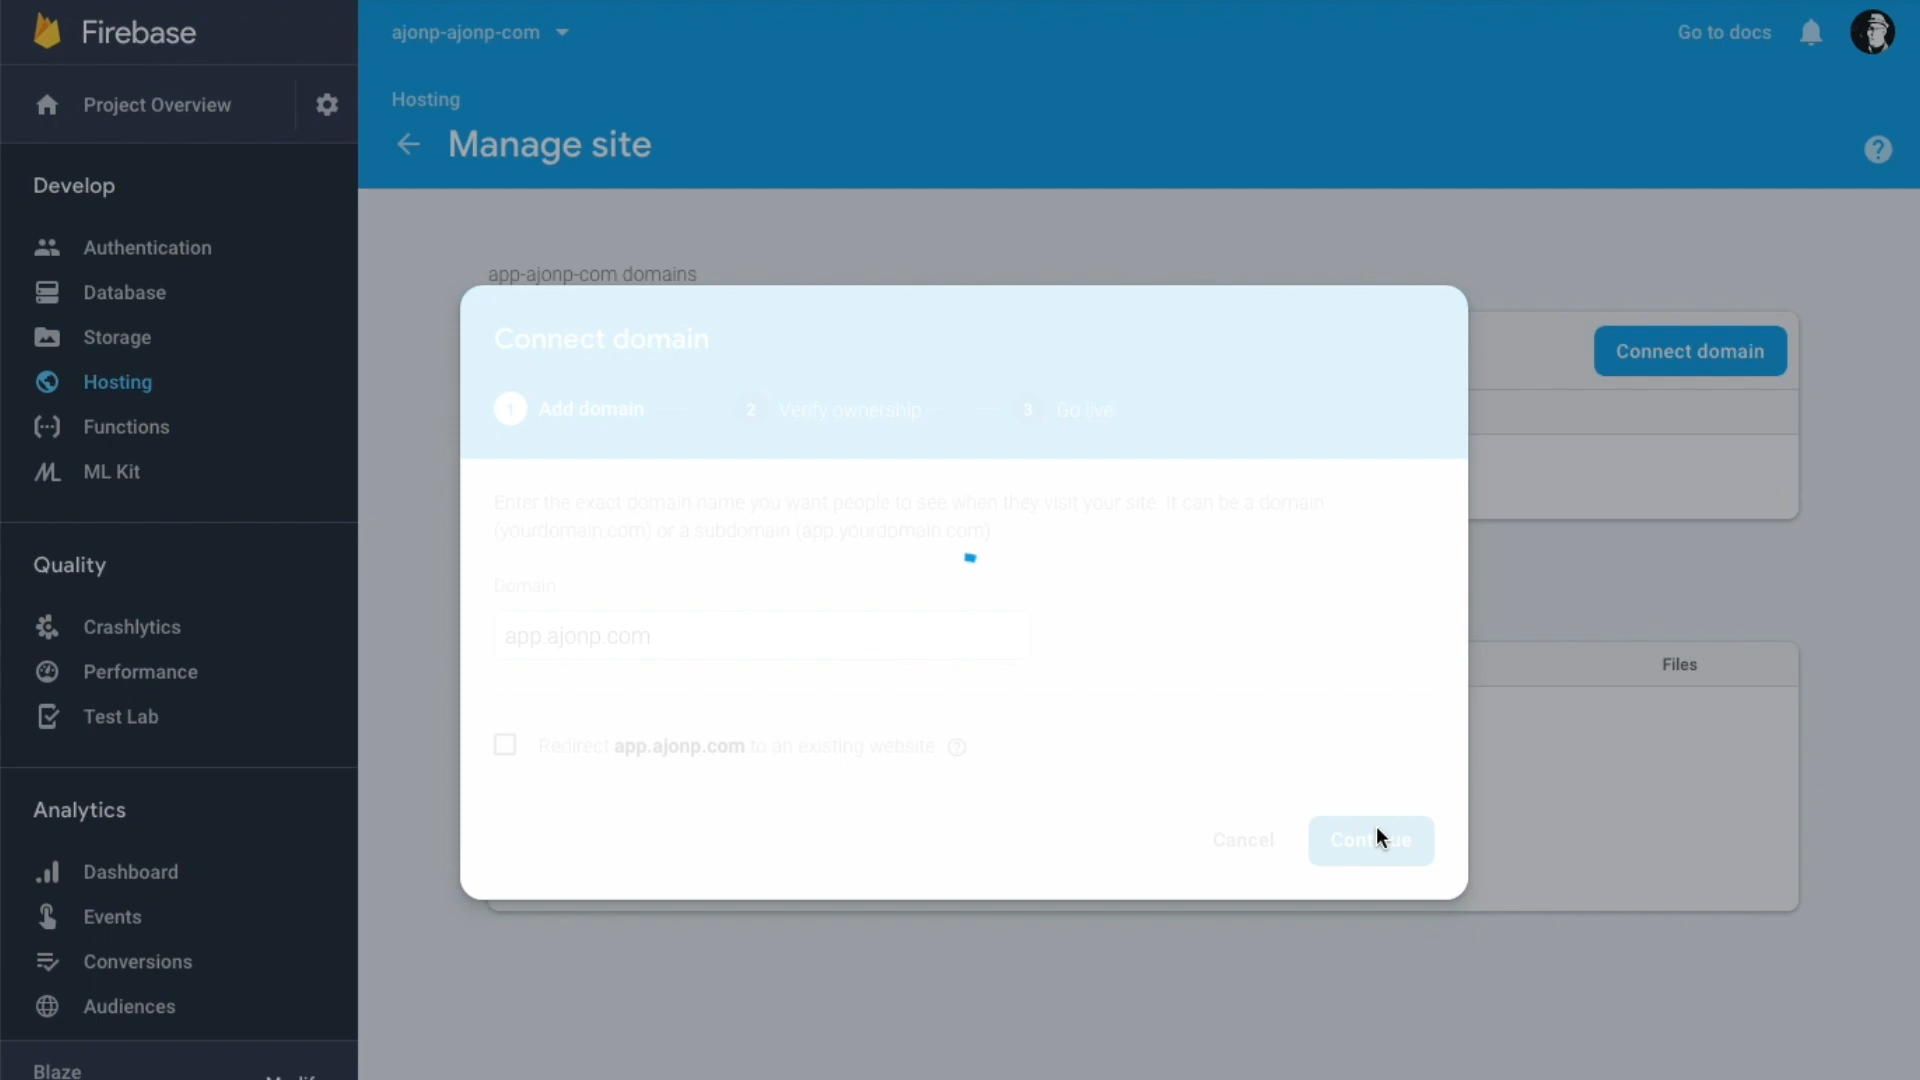 Firebase
ajonp-ajonp-com
Go to docs
Project Overview
Hosting
Manage site
Develop
Authentication
Database
Storage
Hosting
Functions
ML Kit
Quality
Crashlytics
Performance
Test Lab
Analytics
Dashboard
Events
Conversions
Audiences
Blaze
app-ajonp-com domains
Connect domain
Connect domain
1 Add domain
2 Verify ownership
3 Go live
Enter the exact domain name you want people to see when they visit your site. It can be a domain
(yourdomain.com) or a subdomain (app.yourdomain.com)
Domain
app.ajonp.com
Redirect app.ajonp.com to an existing website
Cancel
Continue
Files